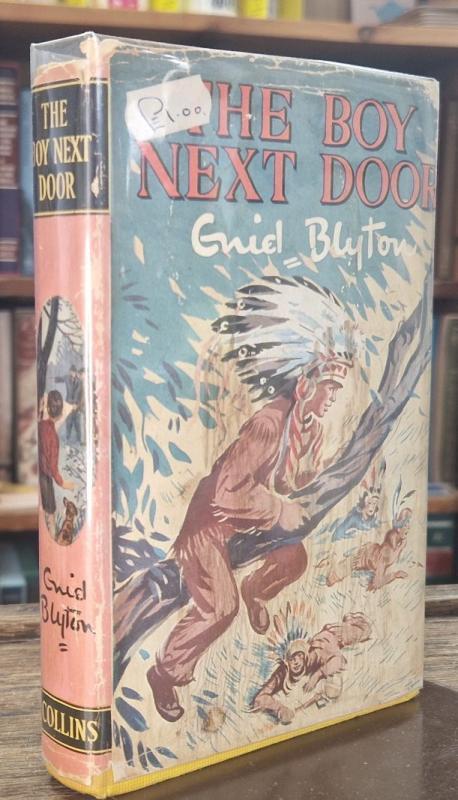 THE
BOY NEXT
DOOR
Enid
Blyton
COLLINS
£1.00
THE BOY
NEXT DOOR
Enid Blyton